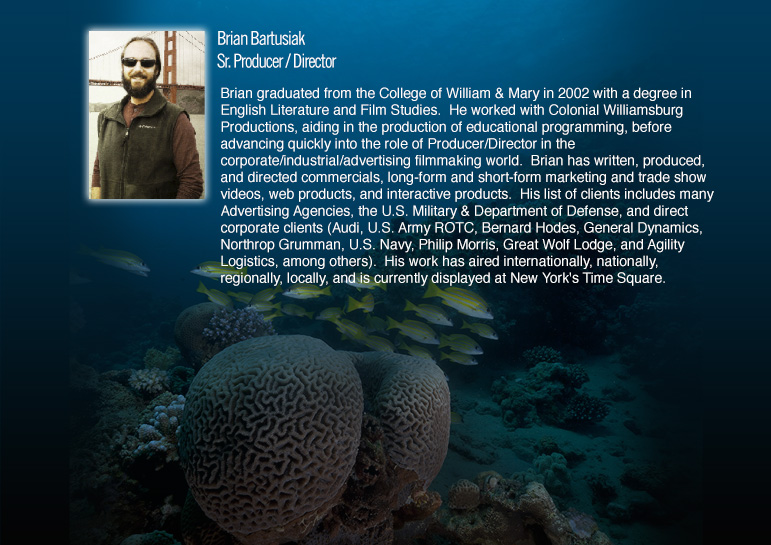 Brian Bartusiak
Sr. Producer / Director
Brian graduated from the College of William & Mary in 2002 with a degree in
English Literature and Film Studies.  He worked with Colonial Williamsburg
Productions, aiding in the production of educational programming, before
advancing quickly into the role of Producer/Director in the
corporate/industrial/advertising filmmaking world.  Brian has written, produced,
and directed commercials, long-form and short-form marketing and trade show
videos, web products, and interactive products.  His list of clients includes many
Advertising Agencies, the U.S. Military & Department of Defense, and direct
corporate clients (Audi, U.S. Army ROTC, Bernard Hodes, General Dynamics,
Northrop Grumman, U.S. Navy, Philip Morris, Great Wolf Lodge, and Agility
Logistics, among others).  His work has aired internationally, nationally,
regionally, locally, and is currently displayed at New York's Time Square.